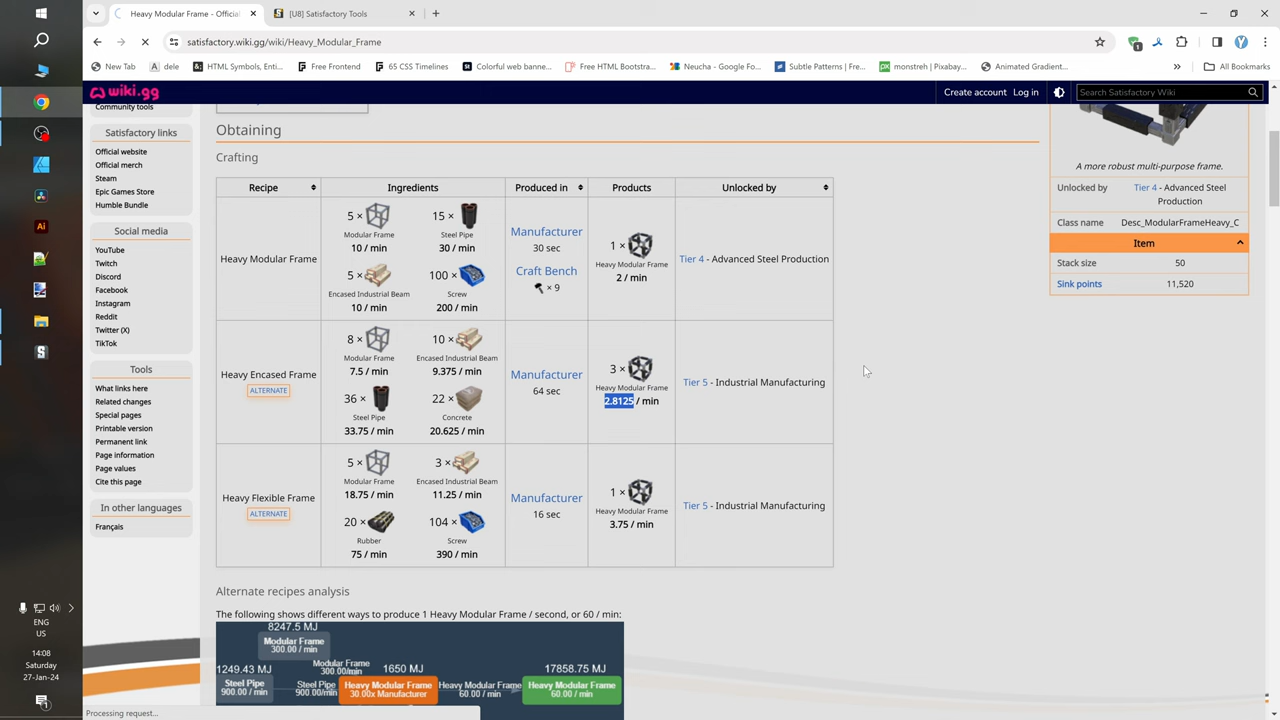 Heavy Modular Frame - Official
[U8] Satisfactory Tools
satisfactory.wiki.gg/wiki/Heavy_Modular_Frame
New Tab
dele
HTML Symbols, Enti...
Free Frontend
65 CSS Timelines
Colorful web banner...
Free HTML Bootstra...
Neucha - Google Fo...
Subtle Patterns | Fre...
monstreh | Pixabay...
Animated Gradient...
All Bookmarks
wiki.gg
Create account
Log in
Search Satisfactory Wiki
Community tools
Satisfactory links
Official website
Official merch
Steam
Epic Games Store
Humble Bundle
Social media
YouTube
Twitch
Discord
Facebook
Instagram
Reddit
Twitter (X)
TikTok
Tools
What links here
Related changes
Special pages
Printable version
Permanent link
Page information
Page values
Cite this page
In other languages
Français
Obtaining
Crafting
Recipe
Ingredients
Produced in
Products
Unlocked by
Heavy Modular Frame
5 ×
Modular Frame
10 / min
15 ×
Steel Pipe
30 / min
5 ×
Encased Industrial Beam
10 / min
100 ×
Screw
200 / min
Manufacturer
30 sec
Craft Bench
× 9
1 ×
Heavy Modular Frame
2 / min
Tier 4 - Advanced Steel Production
Heavy Encased Frame
ALTERNATE
8 ×
Modular Frame
7.5 / min
10 ×
Encased Industrial Beam
9.375 / min
36 ×
Steel Pipe
33.75 / min
22 ×
Concrete
20.625 / min
Manufacturer
64 sec
3 ×
Heavy Modular Frame
2.8125 / min
Tier 5 - Industrial Manufacturing
Heavy Flexible Frame
ALTERNATE
5 ×
Modular Frame
18.75 / min
3 ×
Encased Industrial Beam
11.25 / min
20 ×
Rubber
75 / min
104 ×
Screw
390 / min
Manufacturer
16 sec
1 ×
Heavy Modular Frame
3.75 / min
Tier 5 - Industrial Manufacturing
Alternate recipes analysis
The following shows different ways to produce 1 Heavy Modular Frame / second, or 60 / min:
8247.5 MJ
Modular Frame
300.00 / min
1249.43 MJ
Steel Pipe
900.00 / min
Modular Frame
300.00/min
Steel Pipe
900.00/min
1650 MJ
Heavy Modular Frame
30.00x Manufacturer
Heavy Modular Frame
60.00 / min
17858.75 MJ
Heavy Modular Frame
60.00 / min
A more robust multi-purpose frame.
Unlocked by
Tier 4 - Advanced Steel
Production
Class name
Desc_ModularFrameHeavy_C
Item
Stack size
50
Sink points
11,520
ENG
US
14:08
Saturday
27-Jan-24
Processing request...